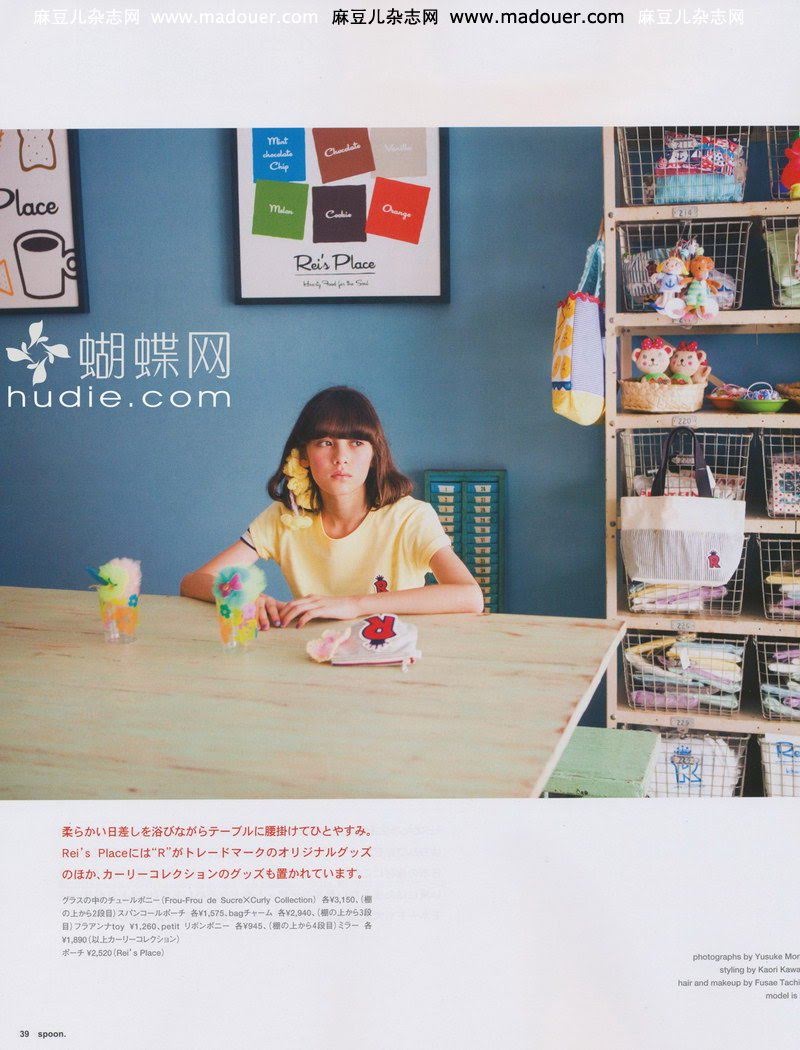 麻豆儿杂志网 www.madouer.com 麻豆儿杂志网 www.madouer.com 麻豆儿杂志网
Place
Mint
chocolate
Chip
Chocolate
Vanilla
Melon
Cookie
Orange
Rei's Place
Hearty Food for the Soul
蝴蝶网
hudie.com
214
220
R
R
R
柔らかい日差しを浴びながらテーブルに腰掛けてひとやすみ。
Rei's Placeには“R”がトレードマークのオリジナルグッズ
のほか、カーリーコレクションのグッズも置かれています。
グラスの中のチュールポニー（Frou-Frou de Sucre×Curly Collection） 各¥3,150、（棚
の上から2段目）スパンコールポーチ 各¥1,575、bagチャーム 各¥2,940、（棚の上から3段
目）フラアンナtoy ¥1,260、petit リボンポニー 各¥945、（棚の上から4段目）ミラー 各
¥1,890（以上カーリーコレクション）
ポーチ ¥2,520（Rei's Place）
photographs by Yusuke
styling by Kaori
hair and makeup by Fusae
model is
39 spoon.